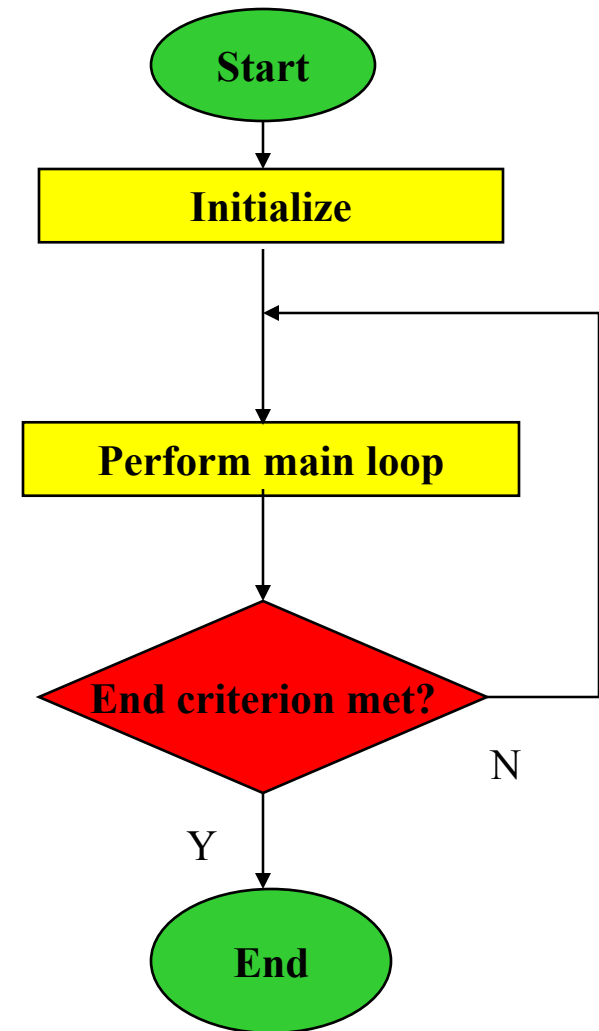 Start
Initialize
Perform main loop
End criterion met?
N
Y
End